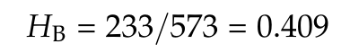 H_B = 233/573 = 0.409